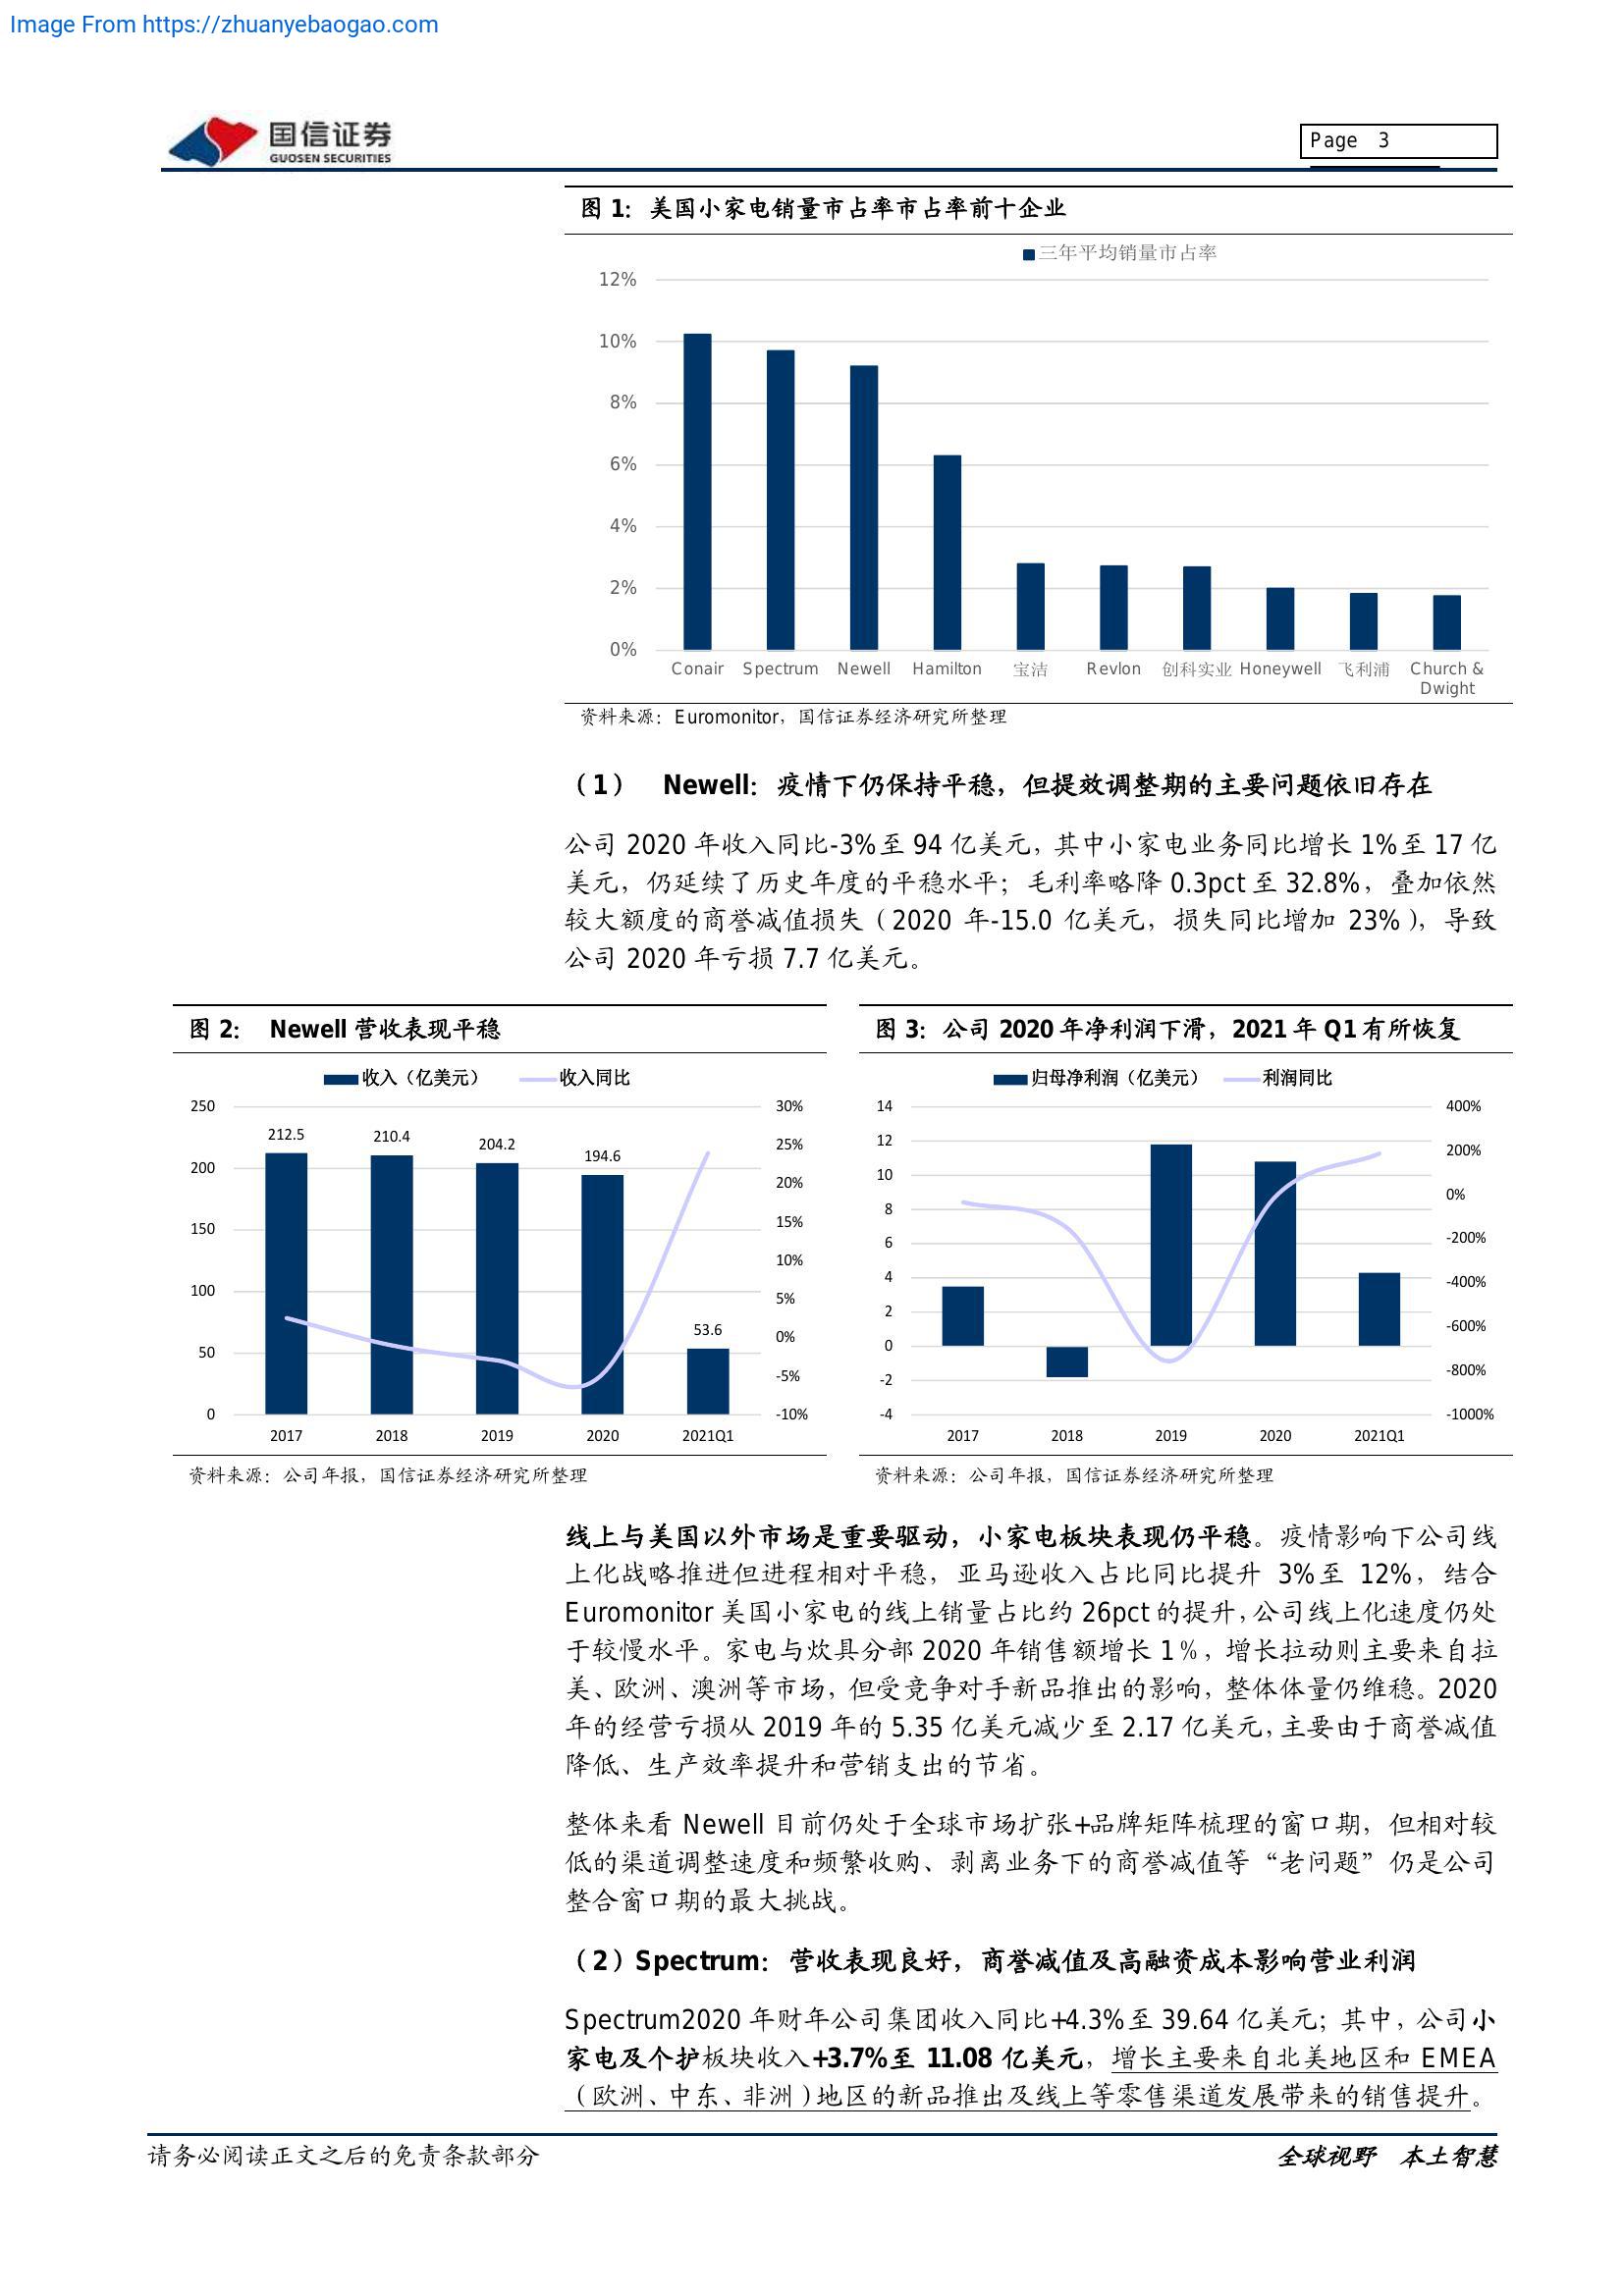 Image From https://zhuanyebaogao.com
国信证券
GUOSEN SECURITIES
Page 3
图 1：美国小家电销量市占率市占率前十企业
三年平均销量市占率
12%
10%
8%
6%
4%
2%
0%
Conair Spectrum Newell Hamilton 宝洁 Revlon 创科实业 Honeywell 飞利浦 Church &
Dwight
资料来源：Euromonitor，国信证券经济研究所整理
（1） Newell：疫情下仍保持平稳，但提效调整期的主要问题依旧存在
公司 2020 年收入同比-3%至 94 亿美元，其中小家电业务同比增长 1%至 17 亿
美元，仍延续了历史年度的平稳水平；毛利率略降 0.3pct 至 32.8%，叠加依然
较大额度的商誉减值损失（2020 年-15.0 亿美元，损失同比增加 23%），导致
公司 2020 年亏损 7.7 亿美元。
图 2： Newell 营收表现平稳
收入（亿美元） 收入同比
250
200
150
100
50
0
30%
25%
20%
15%
10%
5%
0%
-5%
-10%
212.5
210.4
204.2
194.6
53.6
2017 2018 2019 2020 2021Q1
资料来源：公司年报，国信证券经济研究所整理
图 3：公司 2020 年净利润下滑，2021 年 Q1 有所恢复
归母净利润（亿美元） 利润同比
14
12
10
8
6
4
2
0
-2
-4
400%
200%
0%
-200%
-400%
-600%
-800%
-1000%
2017 2018 2019 2020 2021Q1
资料来源：公司年报，国信证券经济研究所整理
线上与美国以外市场是重要驱动，小家电板块表现仍平稳。疫情影响下公司线
上化战略推进但进程相对平稳，亚马逊收入占比同比提升 3%至 12%，结合
Euromonitor 美国小家电的线上销量占比约 26pct 的提升，公司线上化速度仍处
于较慢水平。家电与炊具分部 2020 年销售额增长 1％，增长拉动则主要来自拉
美、欧洲、澳洲等市场，但受竞争对手新品推出的影响，整体体量仍维稳。2020
年的经营亏损从 2019 年的 5.35 亿美元减少至 2.17 亿美元，主要由于商誉减值
降低、生产效率提升和营销支出的节省。
整体来看 Newell 目前仍处于全球市场扩张+品牌矩阵梳理的窗口期，但相对较
低的渠道调整速度和频繁收购、剥离业务下的商誉减值等“老问题”仍是公司
整合窗口期的最大挑战。
（2）Spectrum：营收表现良好，商誉减值及高融资成本影响营业利润
Spectrum2020 年财年公司集团收入同比+4.3%至 39.64 亿美元；其中，公司小
家电及个护板块收入+3.7%至 11.08 亿美元，增长主要来自北美地区和 EMEA
（欧洲、中东、非洲）地区的新品推出及线上等零售渠道发展带来的销售提升。
请务必阅读正文之后的免责条款部分
全球视野 本土智慧